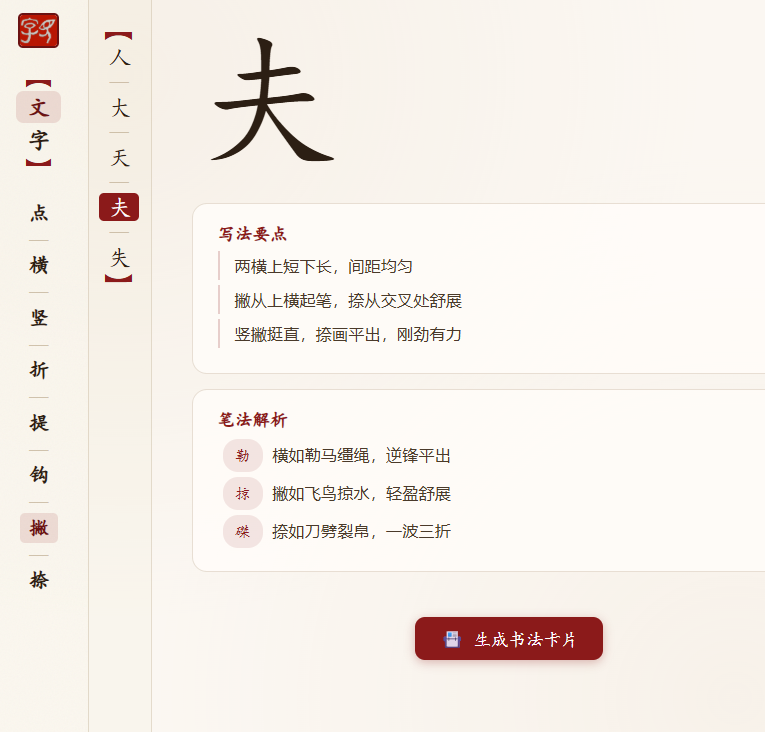 【
文
字
】
点
横
竖
折
提
钩
撇
捺
【
人
大
天
夫
失
】
夫
写法要点
两横上短下长，间距均匀
撇从上横起笔，捺从交叉处舒展
竖撇挺直，捺画平出，刚劲有力
笔法解析
勒 横如勒马缰绳，逆锋平出
掠 撇如飞鸟掠水，轻盈舒展
磔 捺如刀劈裂帛，一波三折
生成书法卡片